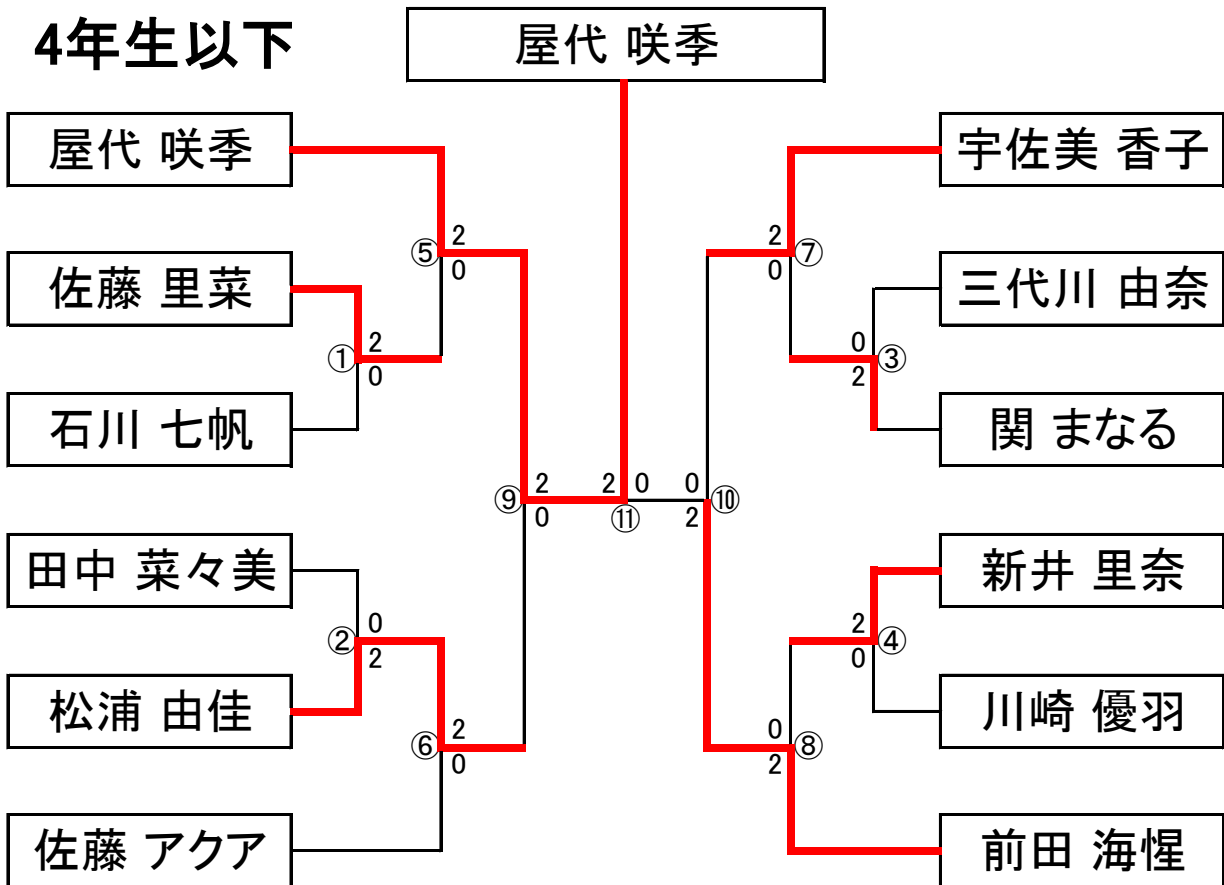 4年生以下
屋代 咲季
屋代 咲季
宇佐美 香子
2
2
⑤
⑦
0
0
佐藤 里菜
三代川 由奈
2
0
①
③
0
2
石川 七帆
関 まなる
2
2 0
0
⑨
⑩
0
⑪
2
田中 菜々美
新井 里奈
0
2
②
④
2
0
松浦 由佳
川崎 優羽
2
0
⑥
⑧
0
2
佐藤 アクア
前田 海惺